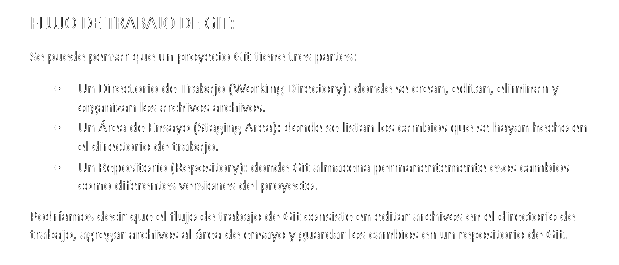 FLUJO DE TRABAJO DE GIT:
Se puede pensar que un proyecto Git tiene tres partes:
- Un Directorio de Trabajo (Working Directory): donde se crean, editan, eliminan y
organizan los archivos archivos.
- Un Área de Ensayo (Staging Area): donde se listan los cambios que se hayan hecho en
el directorio de trabajo.
- Un Repositorio (Repository): donde Git almacena permanentemente esos cambios
como diferentes versiones del proyecto.
Podríamos decir que el flujo de trabajo de Git consiste en editar archivos en el directorio de
trabajo, agregar archivos al área de ensayo y guardar los cambios en un repositorio de Git.